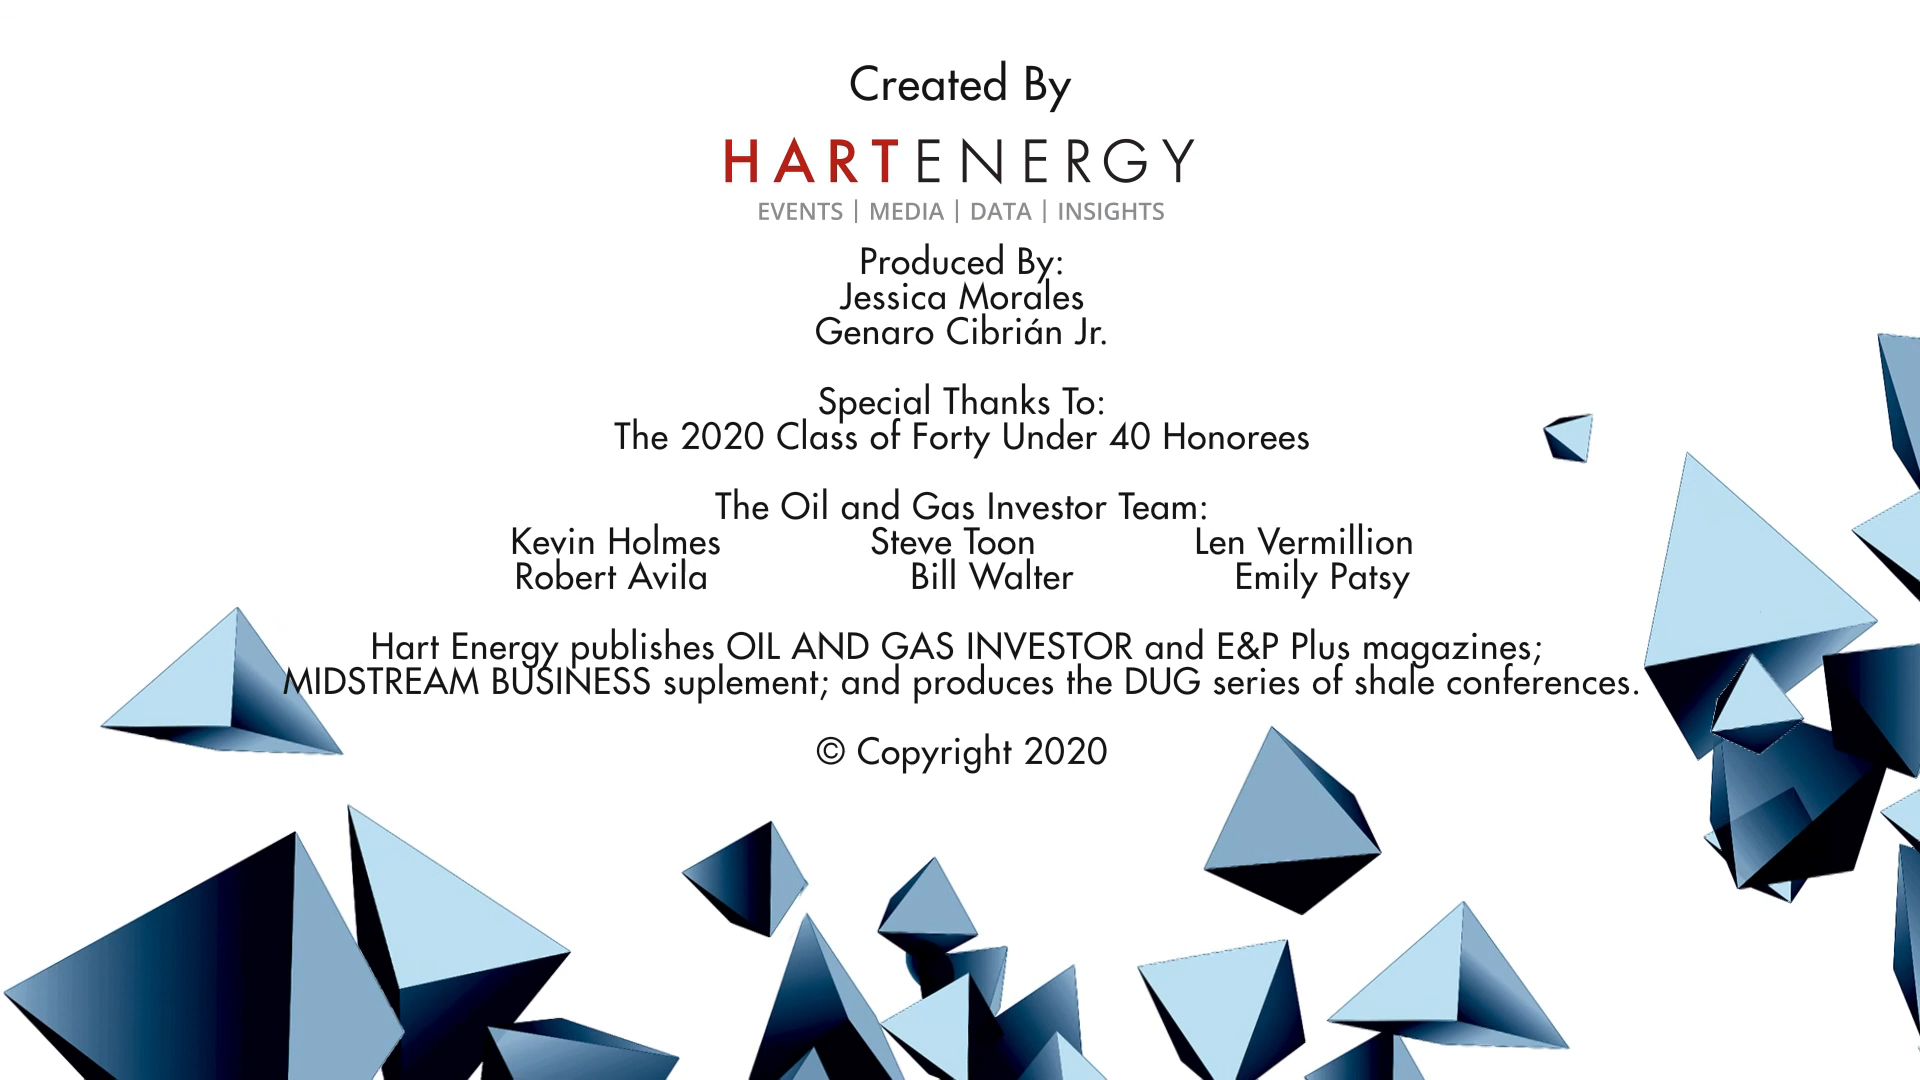 Created By
HARTENERGY
EVENTS | MEDIA | DATA | INSIGHTS
Produced By:
Jessica Morales
Genaro Cibrián Jr.
Special Thanks To:
The 2020 Class of Forty Under 40 Honorees
The Oil and Gas Investor Team:
Kevin Holmes Steve Toon Len Vermillion
Robert Avila Bill Walter Emily Patsy
Hart Energy publishes OIL AND GAS INVESTOR and E&P Plus magazines;
MIDSTREAM BUSINESS suplement; and produces the DUG series of shale conferences.
© Copyright 2020